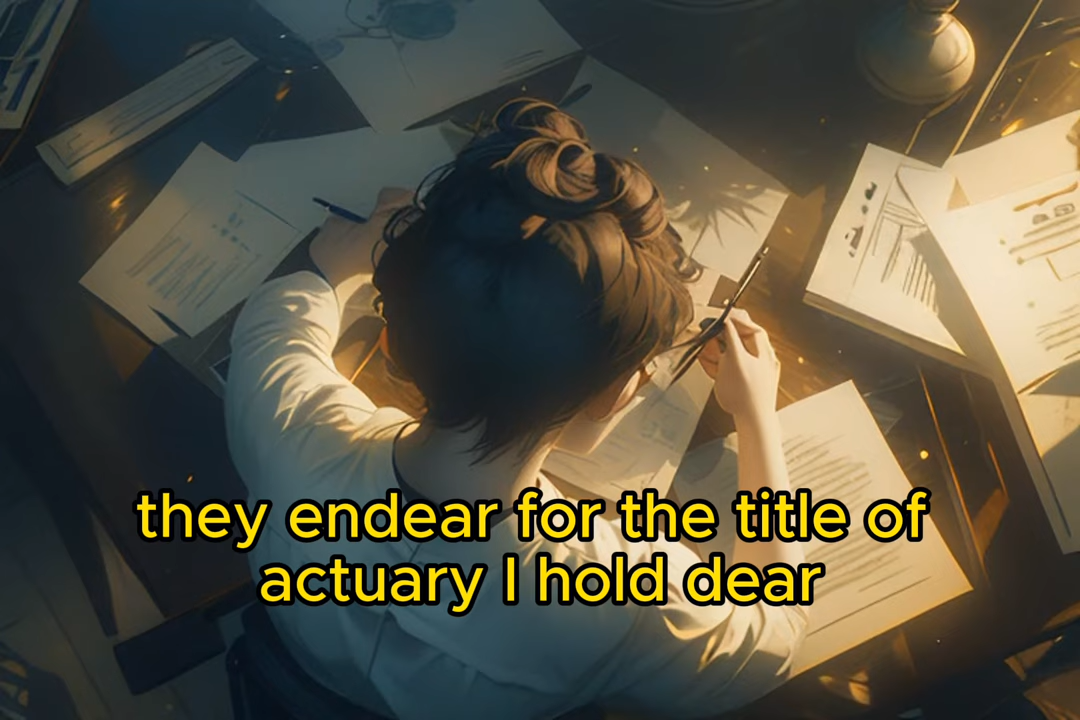 they endear for the title of
actuary I hold dear